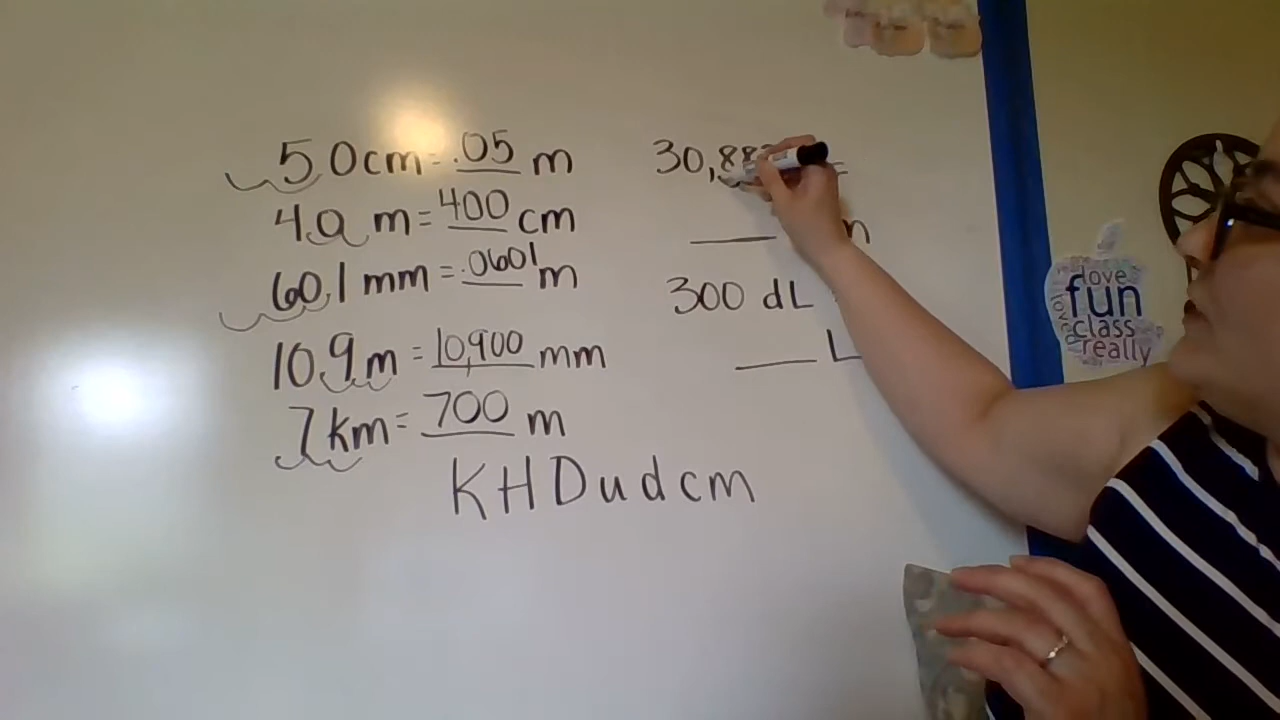 5.0 cm = .05 m
4.0 m = 400 cm
60.1 mm = .0601 m
10.9 m = 10,900 mm
7 km = 700 m
K H D u d c m
30,88 =
300 dL
L
love
fun
class
really